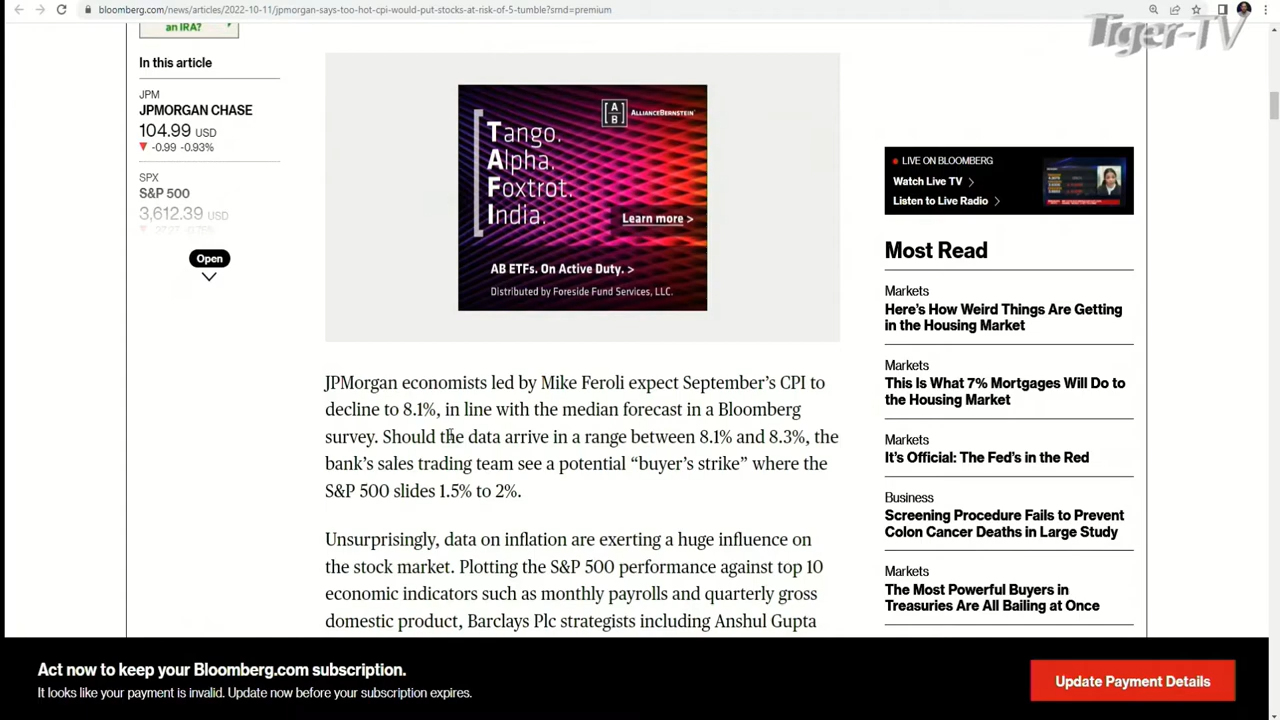 bloomberg.com/news/articles/2022-10-11/jpmorgan-says-too-hot-cpi-would-put-stocks-at-risk-of-5-tumble?srnd=premium
Tiger-TV
an IRA?
In this article
JPM
JPMORGAN CHASE
104.99 USD
-0.99 -0.93%
SPX
S&P 500
3,612.39 USD
Open
[A B] ALLIANCEBERNSTEIN
Tango.
Alpha.
Foxtrot.
India.
Learn more >
AB ETFs. On Active Duty. >
Distributed by Foreside Fund Services, LLC.
JPMorgan economists led by Mike Feroli expect September's CPI to
decline to 8.1%, in line with the median forecast in a Bloomberg
survey. Should the data arrive in a range between 8.1% and 8.3%, the
bank's sales trading team see a potential “buyer's strike” where the
S&P 500 slides 1.5% to 2%.
Unsurprisingly, data on inflation are exerting a huge influence on
the stock market. Plotting the S&P 500 performance against top 10
economic indicators such as monthly payrolls and quarterly gross
domestic product, Barclays Plc strategists including Anshul Gupta
LIVE ON BLOOMBERG
Watch Live TV >
Listen to Live Radio >
Most Read
Markets
Here's How Weird Things Are Getting
in the Housing Market
Markets
This Is What 7% Mortgages Will Do to
the Housing Market
Markets
It's Official: The Fed's in the Red
Business
Screening Procedure Fails to Prevent
Colon Cancer Deaths in Large Study
Markets
The Most Powerful Buyers in
Treasuries Are All Bailing at Once
Act now to keep your Bloomberg.com subscription.
It looks like your payment is invalid. Update now before your subscription expires.
Update Payment Details